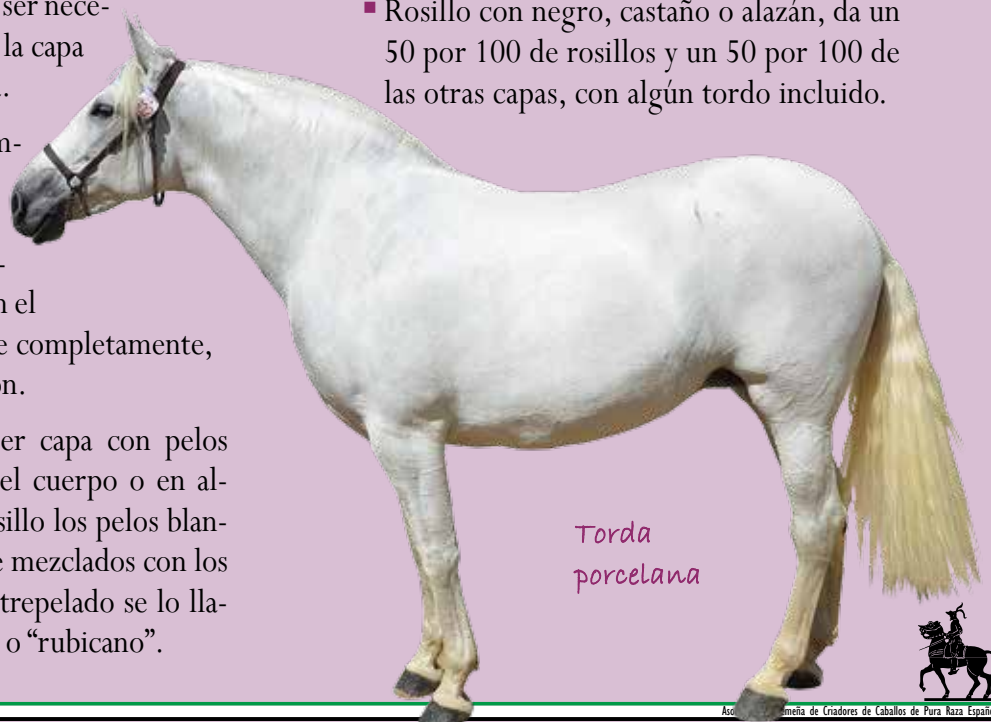 ser nece-
la capa
.
m-
-
n el
e completamente,
ón.
er capa con pelos
el cuerpo o en al-
sillo los pelos blan-
e mezclados con los
trepelado se lo lla-
o “rubicano”.
▪ Rosillo con negro, castaño o alazán, da un
50 por 100 de rosillos y un 50 por 100 de
las otras capas, con algún tordo incluido.
Torda
porcelana
Aso
meña de Criadores de Caballos de Pura Raza Españo